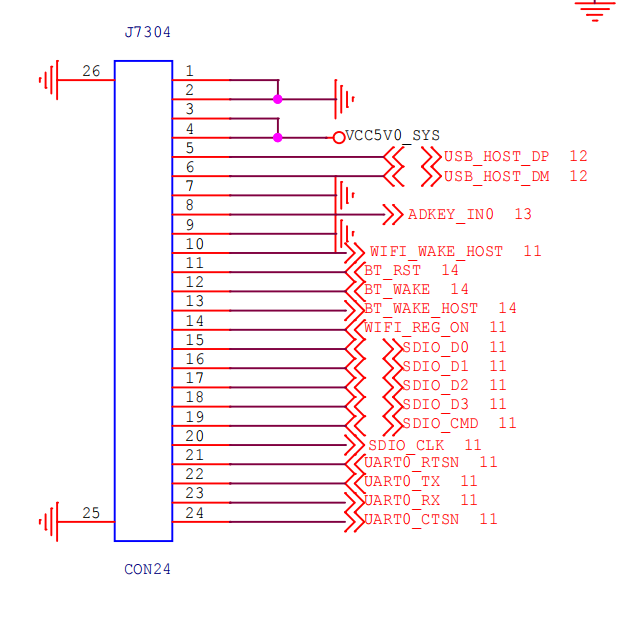 J7304
26 1
2
3
4 VCC5V0_SYS
5 USB_HOST_DP 12
6 USB_HOST_DM 12
7
8 ADKEY_IN0 13
9
10 WIFI_WAKE_HOST 11
11 BT_RST 14
12 BT_WAKE 14
13 BT_WAKE_HOST 14
14 WIFI_REG_ON 11
15 SDIO_D0 11
16 SDIO_D1 11
17 SDIO_D2 11
18 SDIO_D3 11
19 SDIO_CMD 11
20 SDIO_CLK 11
21 UART0_RTSN 11
22 UART0_TX 11
23 UART0_RX 11
25 24 UART0_CTSN 11
CON24